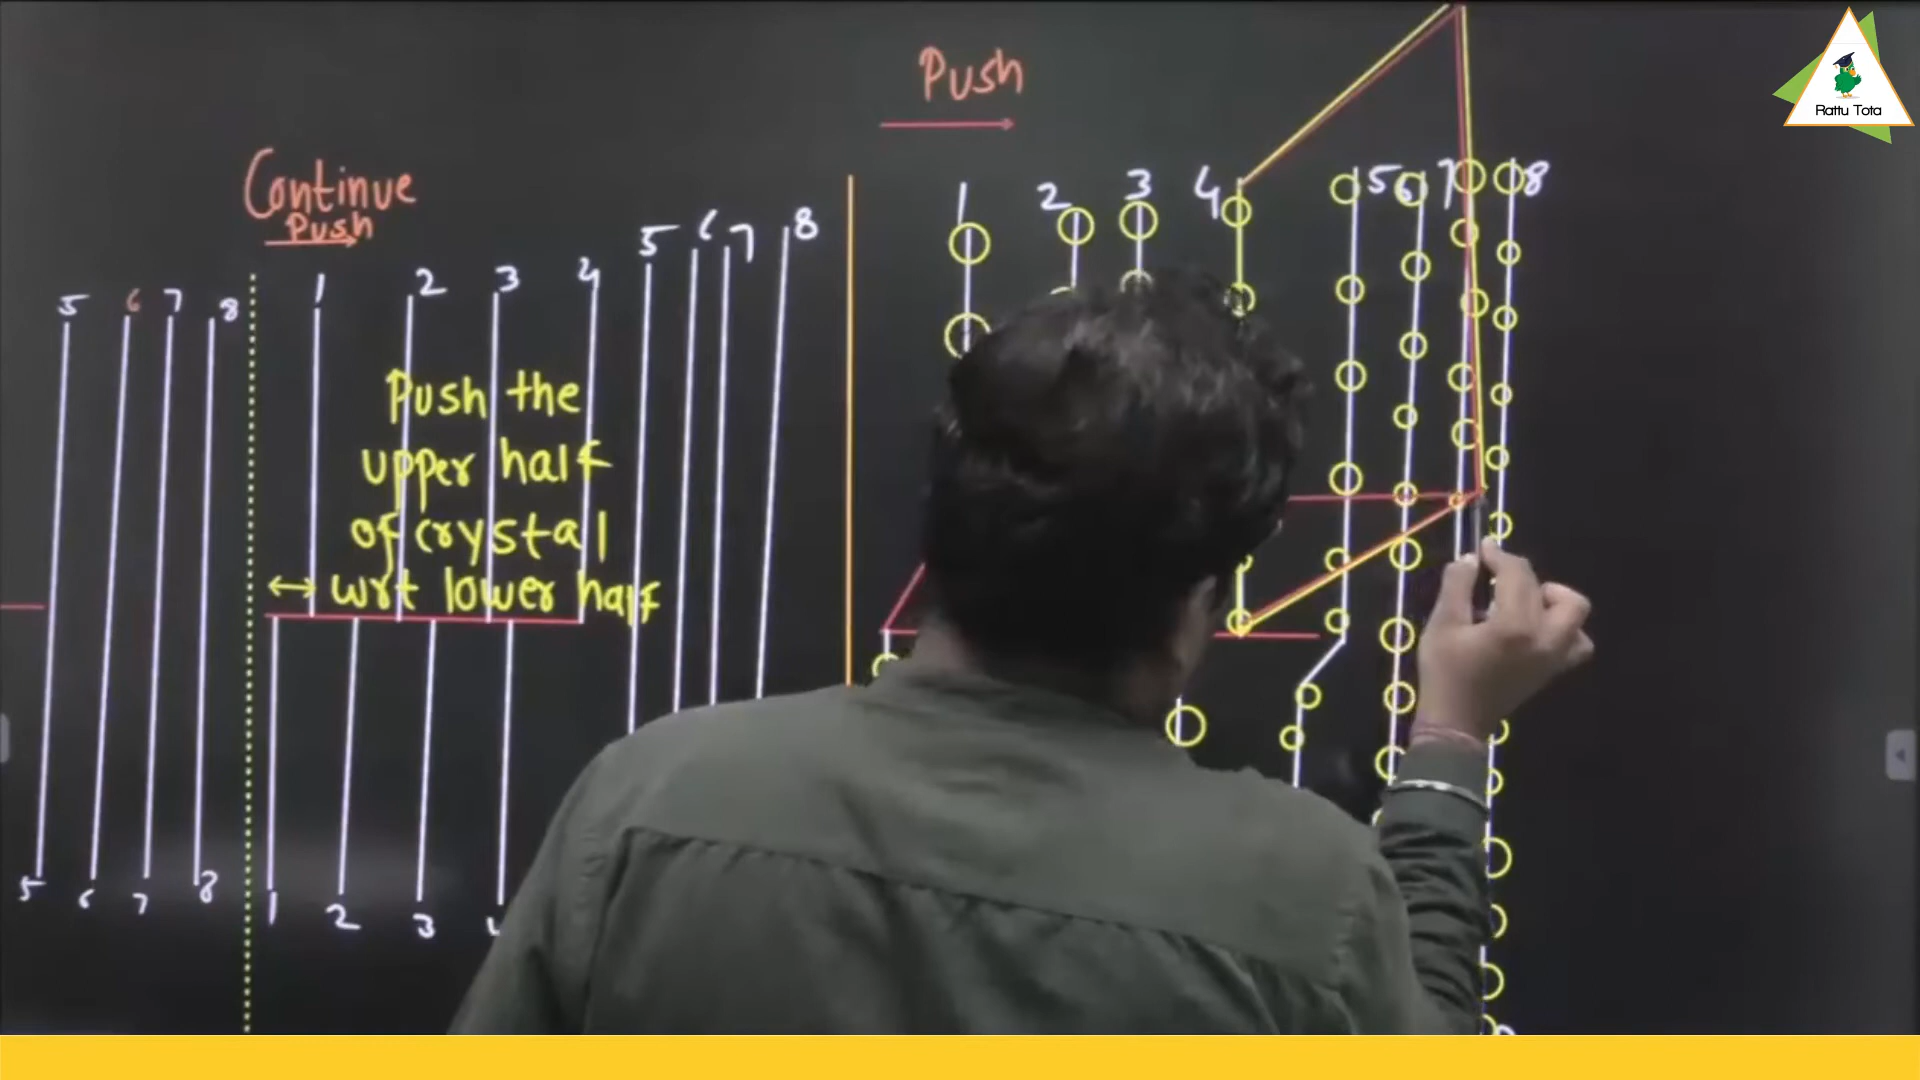 Push
Continue
Push
5 6 7 8
1 2 3 4 5 6 7 8
1 2 3 4 5 6 7 8
Push the
upper half
of crystal
↔ wrt lower half
5 6 7 8
1 2 3
Rattu Tota